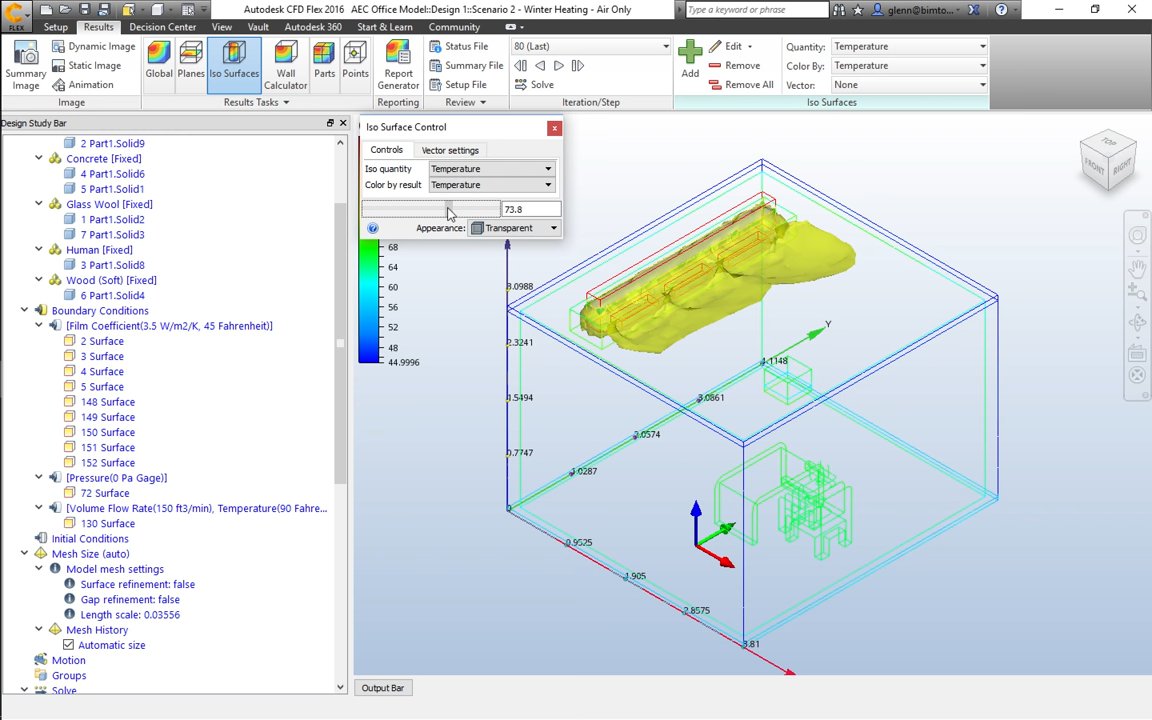 Autodesk CFD Flex 2016 AEC Office Model::Design 1::Scenario 2 - Winter Heating - Air Only
Type a keyword or phrase
glenn@bimto...
FLEX
Setup Results Decision Center View Vault Autodesk 360 Start & Learn Community
Summary Image
Dynamic Image
Static Image
Animation
Image
Global
Planes
Iso Surfaces
Wall Calculator
Parts
Points
Results Tasks
Report Generator
Reporting
Status File
Summary File
Setup File
Review
80 (Last)
Solve
Iteration/Step
Add
Edit
Remove
Remove All
Quantity: Temperature
Color By: Temperature
Vector: None
Iso Surfaces
Design Study Bar
2 Part1.Solid9
Concrete [Fixed]
4 Part1.Solid6
5 Part1.Solid1
Glass Wool [Fixed]
1 Part1.Solid2
7 Part1.Solid3
Human [Fixed]
3 Part1.Solid8
Wood (Soft) [Fixed]
6 Part1.Solid4
Boundary Conditions
[Film Coefficient(3.5 W/m2/K, 45 Fahrenheit)]
2 Surface
3 Surface
4 Surface
5 Surface
148 Surface
149 Surface
150 Surface
151 Surface
152 Surface
[Pressure(0 Pa Gage)]
72 Surface
[Volume Flow Rate(150 ft3/min), Temperature(90 Fahre...
130 Surface
Initial Conditions
Mesh Size (auto)
Model mesh settings
Surface refinement: false
Gap refinement: false
Length scale: 0.03556
Mesh History
Automatic size
Motion
Groups
Solve
Iso Surface Control
Controls Vector settings
Iso quantity Temperature
Color by result Temperature
73.8
Appearance: Transparent
68
64
60
56
52
48
44.9996
3.0988
2.3241
1.5494
0.7747
4.1148
3.0861
2.0574
1.0287
0.9525
1.905
2.8575
3.81
Y
TOP
FRONT
RIGHT
Output Bar